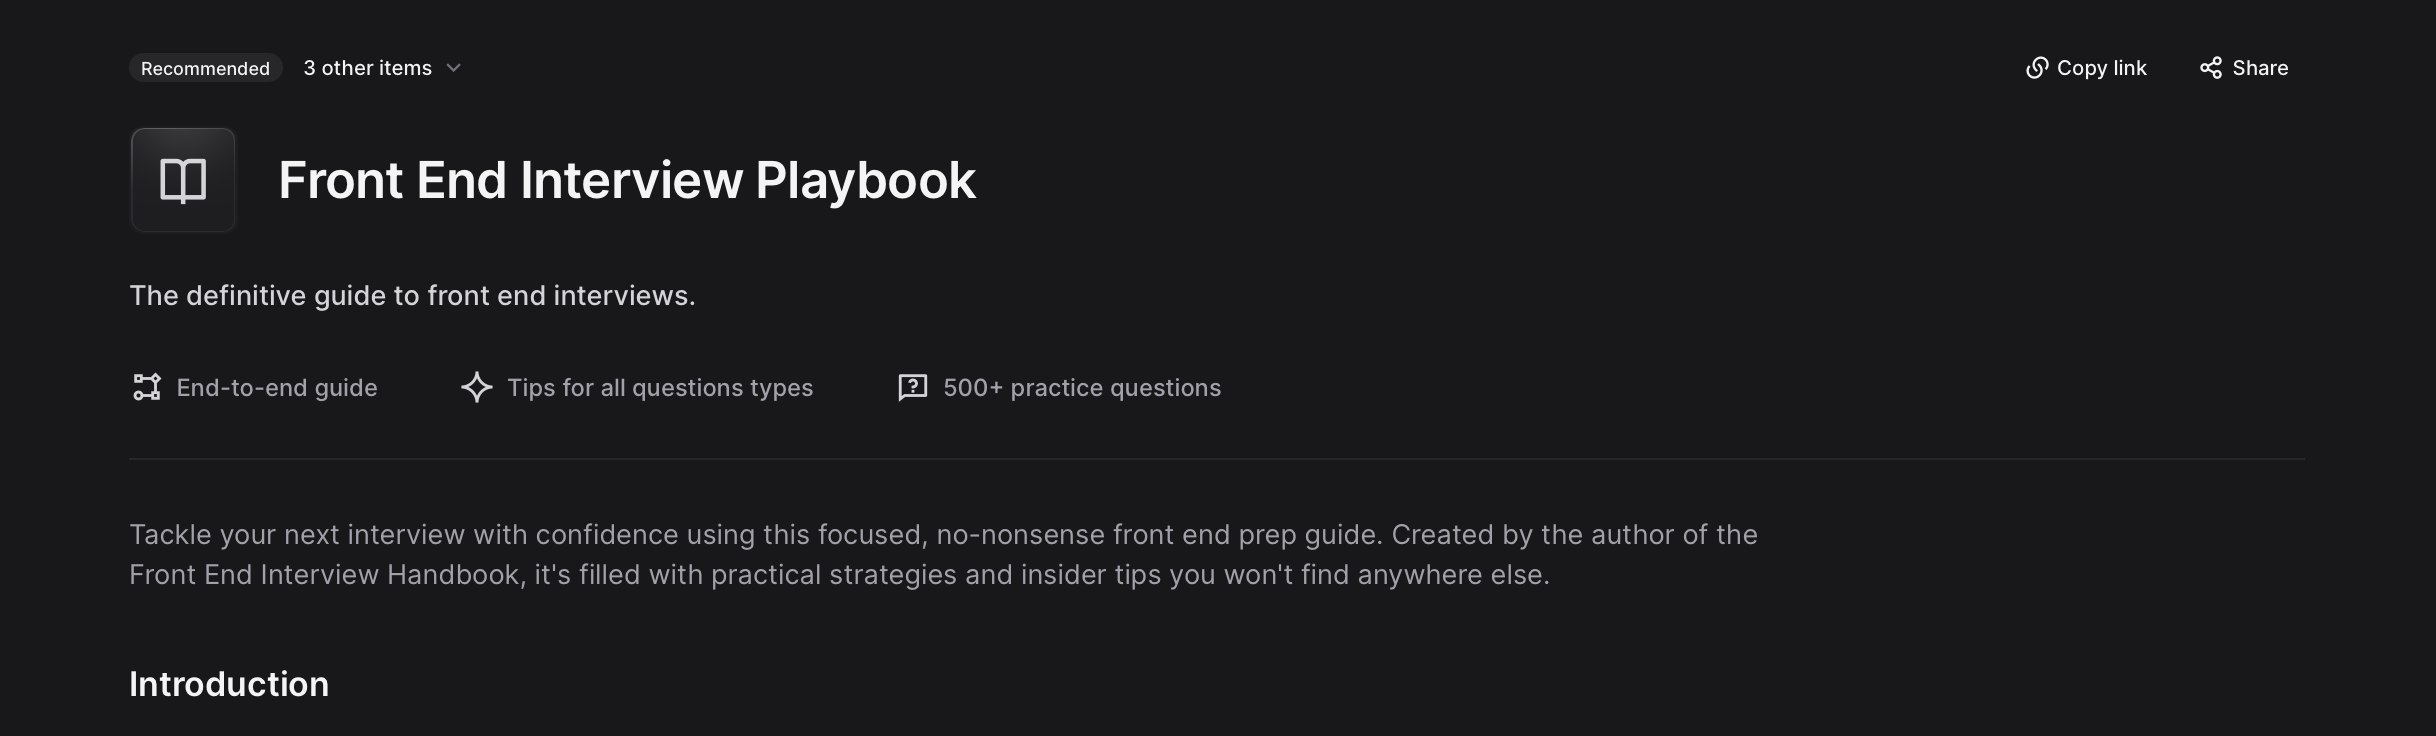 Recommended 3 other items Copy link Share
Front End Interview Playbook
The definitive guide to front end interviews.
End-to-end guide Tips for all questions types 500+ practice questions
Tackle your next interview with confidence using this focused, no-nonsense front end prep guide. Created by the author of the
Front End Interview Handbook, it's filled with practical strategies and insider tips you won't find anywhere else.
Introduction